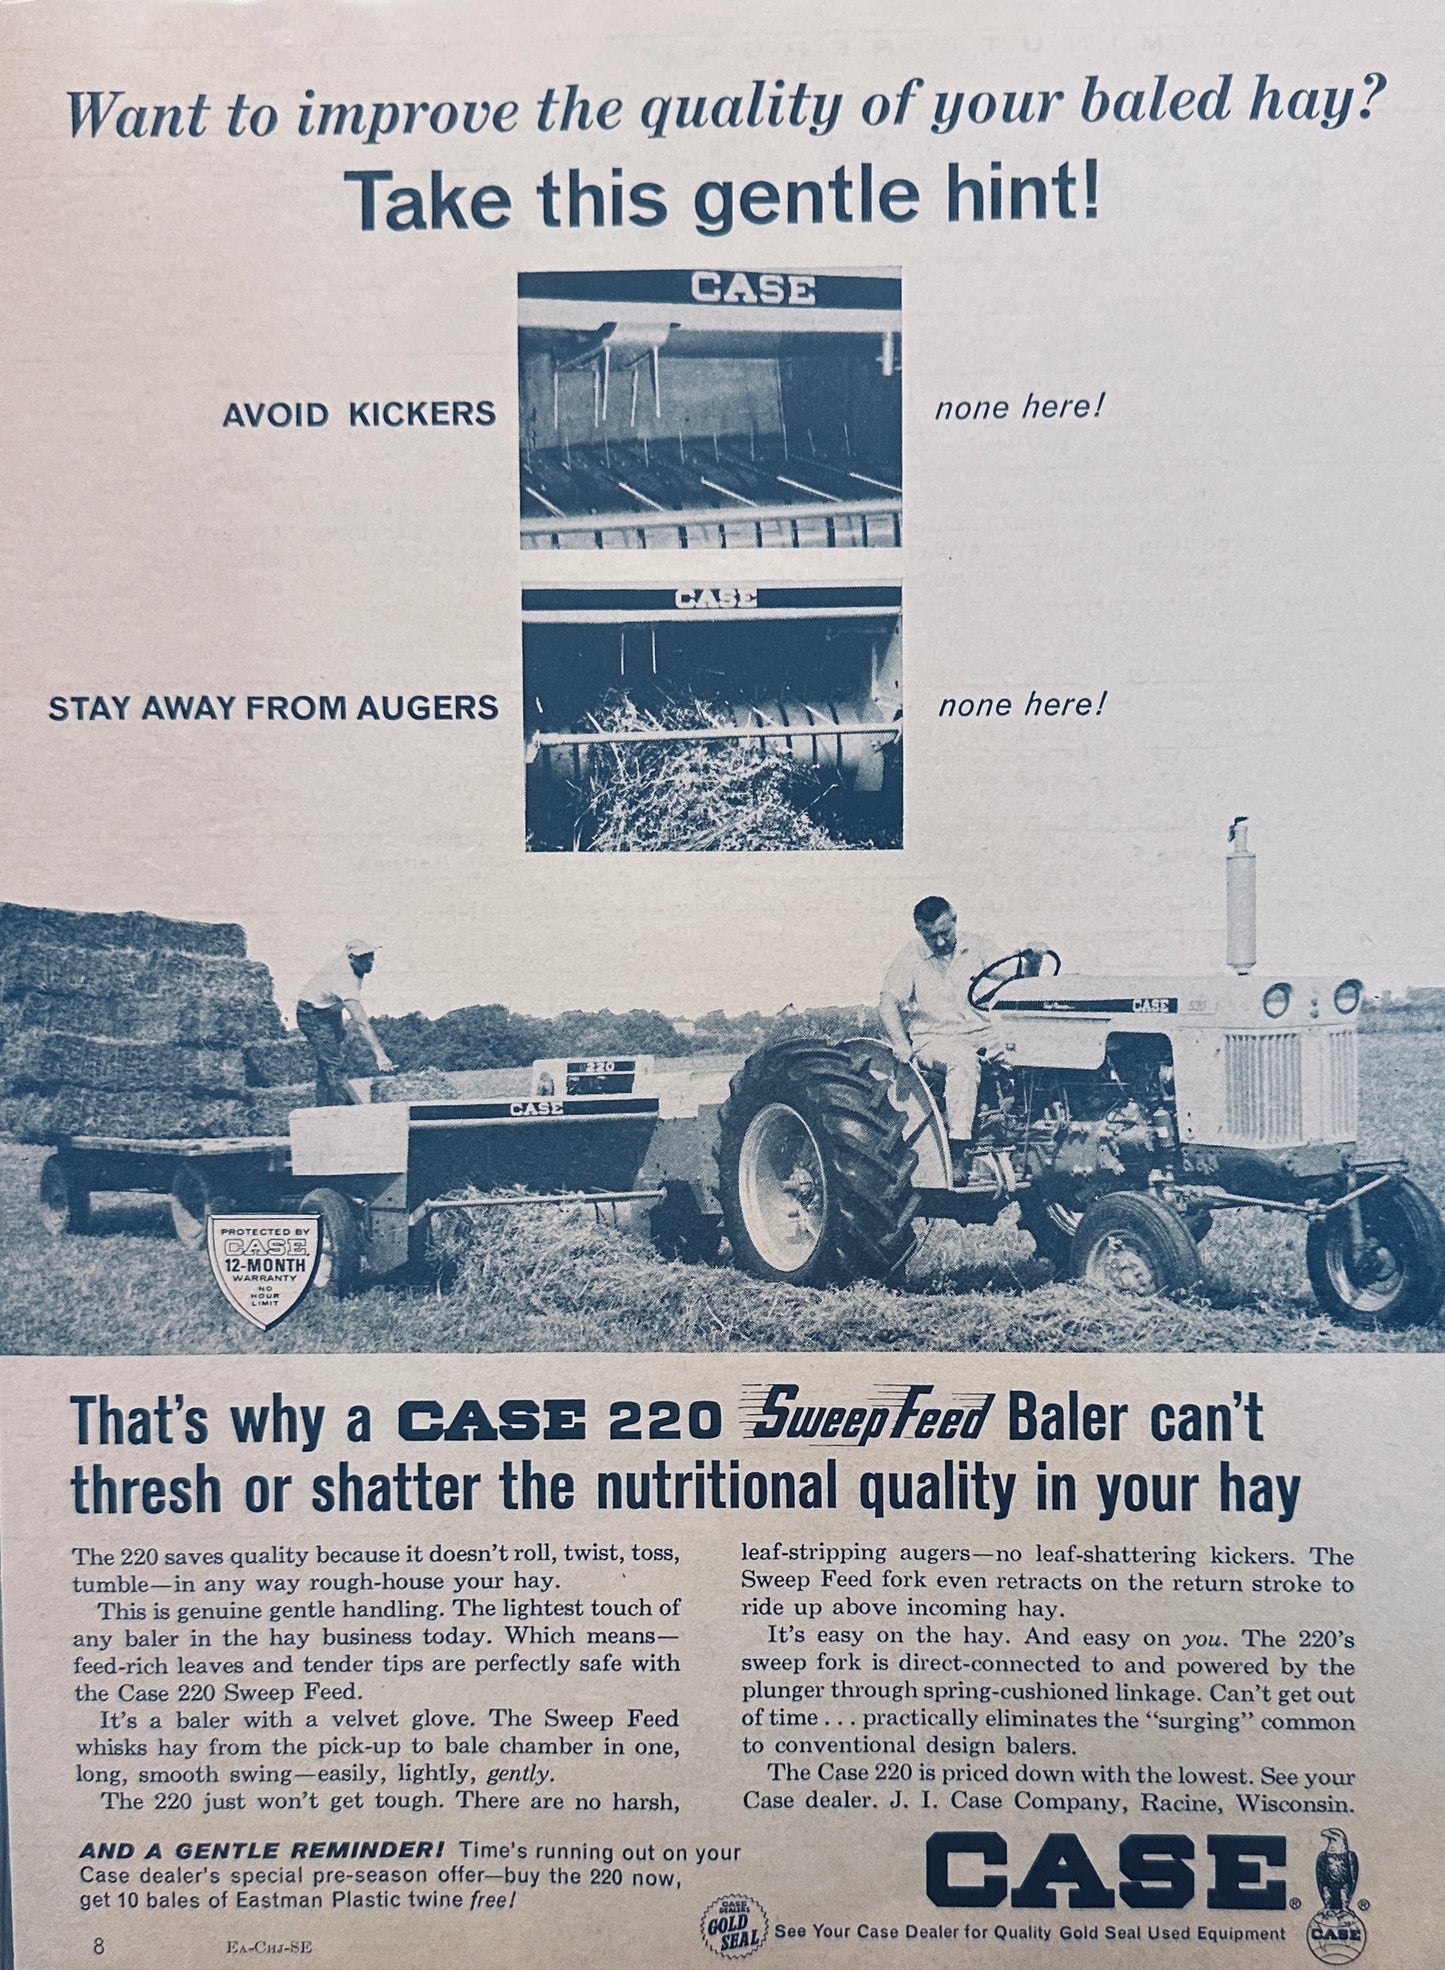 Want to improve the quality of your baled hay?
Take this gentle hint!
CASE
AVOID KICKERS
none here!
CASE
STAY AWAY FROM AUGERS
none here!
CASE
220
CASE
PROTECTED BY
CASE
12-MONTH
WARRANTY
NO
HOUR
LIMIT
That's why a CASE 220 SweepFeed Baler can't
thresh or shatter the nutritional quality in your hay
The 220 saves quality because it doesn't roll, twist, toss,
tumble—in any way rough-house your hay.
This is genuine gentle handling. The lightest touch of
any baler in the hay business today. Which means—
feed-rich leaves and tender tips are perfectly safe with
the Case 220 Sweep Feed.
It's a baler with a velvet glove. The Sweep Feed
whisks hay from the pick-up to bale chamber in one,
long, smooth swing—easily, lightly, gently.
The 220 just won't get tough. There are no harsh,
leaf-stripping augers—no leaf-shattering kickers. The
Sweep Feed fork even retracts on the return stroke to
ride up above incoming hay.
It's easy on the hay. And easy on you. The 220's
sweep fork is direct-connected to and powered by the
plunger through spring-cushioned linkage. Can't get out
of time . . . practically eliminates the “surging” common
to conventional design balers.
The Case 220 is priced down with the lowest. See your
Case dealer. J. I. Case Company, Racine, Wisconsin.
AND A GENTLE REMINDER! Time's running out on your
Case dealer's special pre-season offer—buy the 220 now,
get 10 bales of Eastman Plastic twine free!
CASE® ®
CASE
DEALERS
GOLD
SEAL
See Your Case Dealer for Quality Gold Seal Used Equipment
CASE
8
EA-CHJ-SE